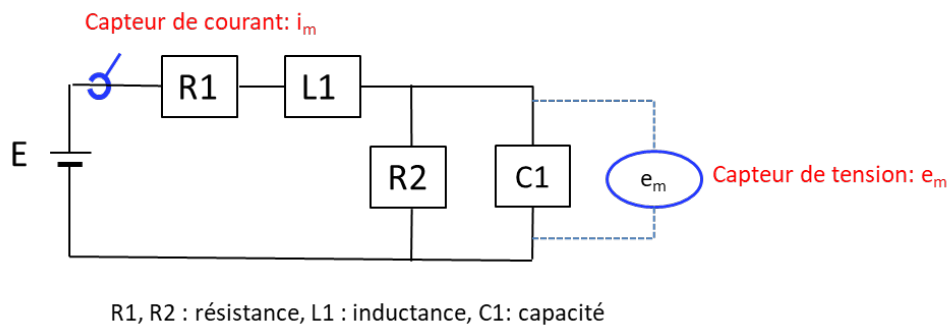 Capteur de courant: im
R1
L1
E
R2
C1
em
Capteur de tension: em
R1, R2 : résistance, L1 : inductance, C1: capacité